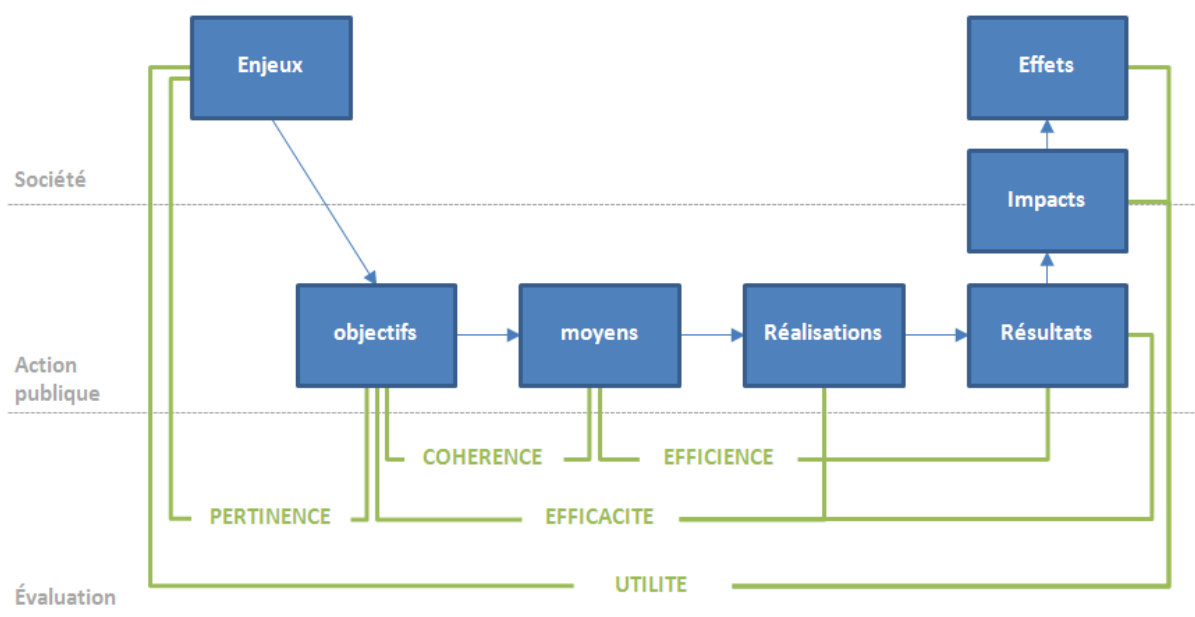 Enjeux
Effets
Société
Impacts
objectifs
moyens
Réalisations
Résultats
Action
publique
COHERENCE
EFFICIENCE
PERTINENCE
EFFICACITE
UTILITE
Évaluation